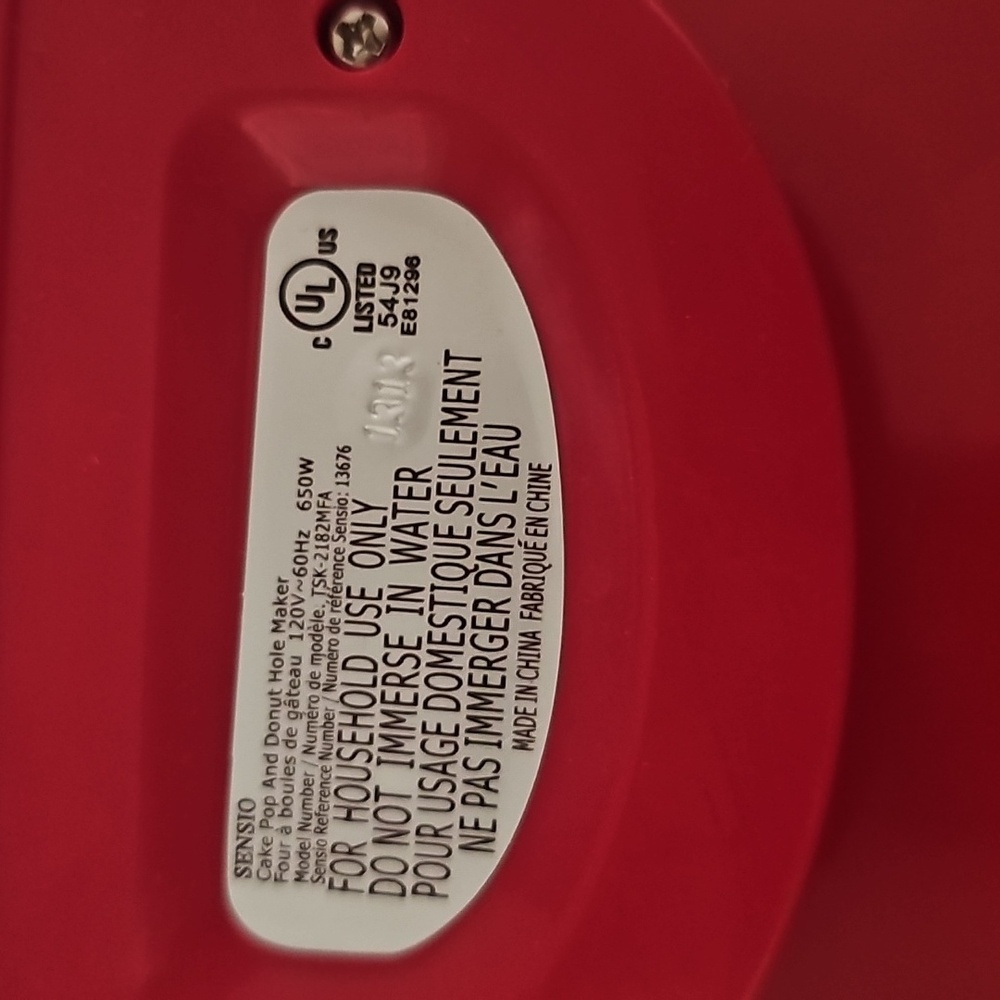 SENSIO
Cake Pop And Donut Hole Maker
Four à boules de gâteau 120V~60Hz 650W
Model Number / Numéro de modèle: TSK-2182MFA
Sensio Reference Number / Numéro de référence Sensio: 13676
FOR HOUSEHOLD USE ONLY
DO NOT IMMERSE IN WATER
POUR USAGE DOMESTIQUE SEULEMENT
NE PAS IMMERGER DANS L'EAU
MADE IN CHINA FABRIQUÉ EN CHINE
C UL US
LISTED
54J9
E81296
1313